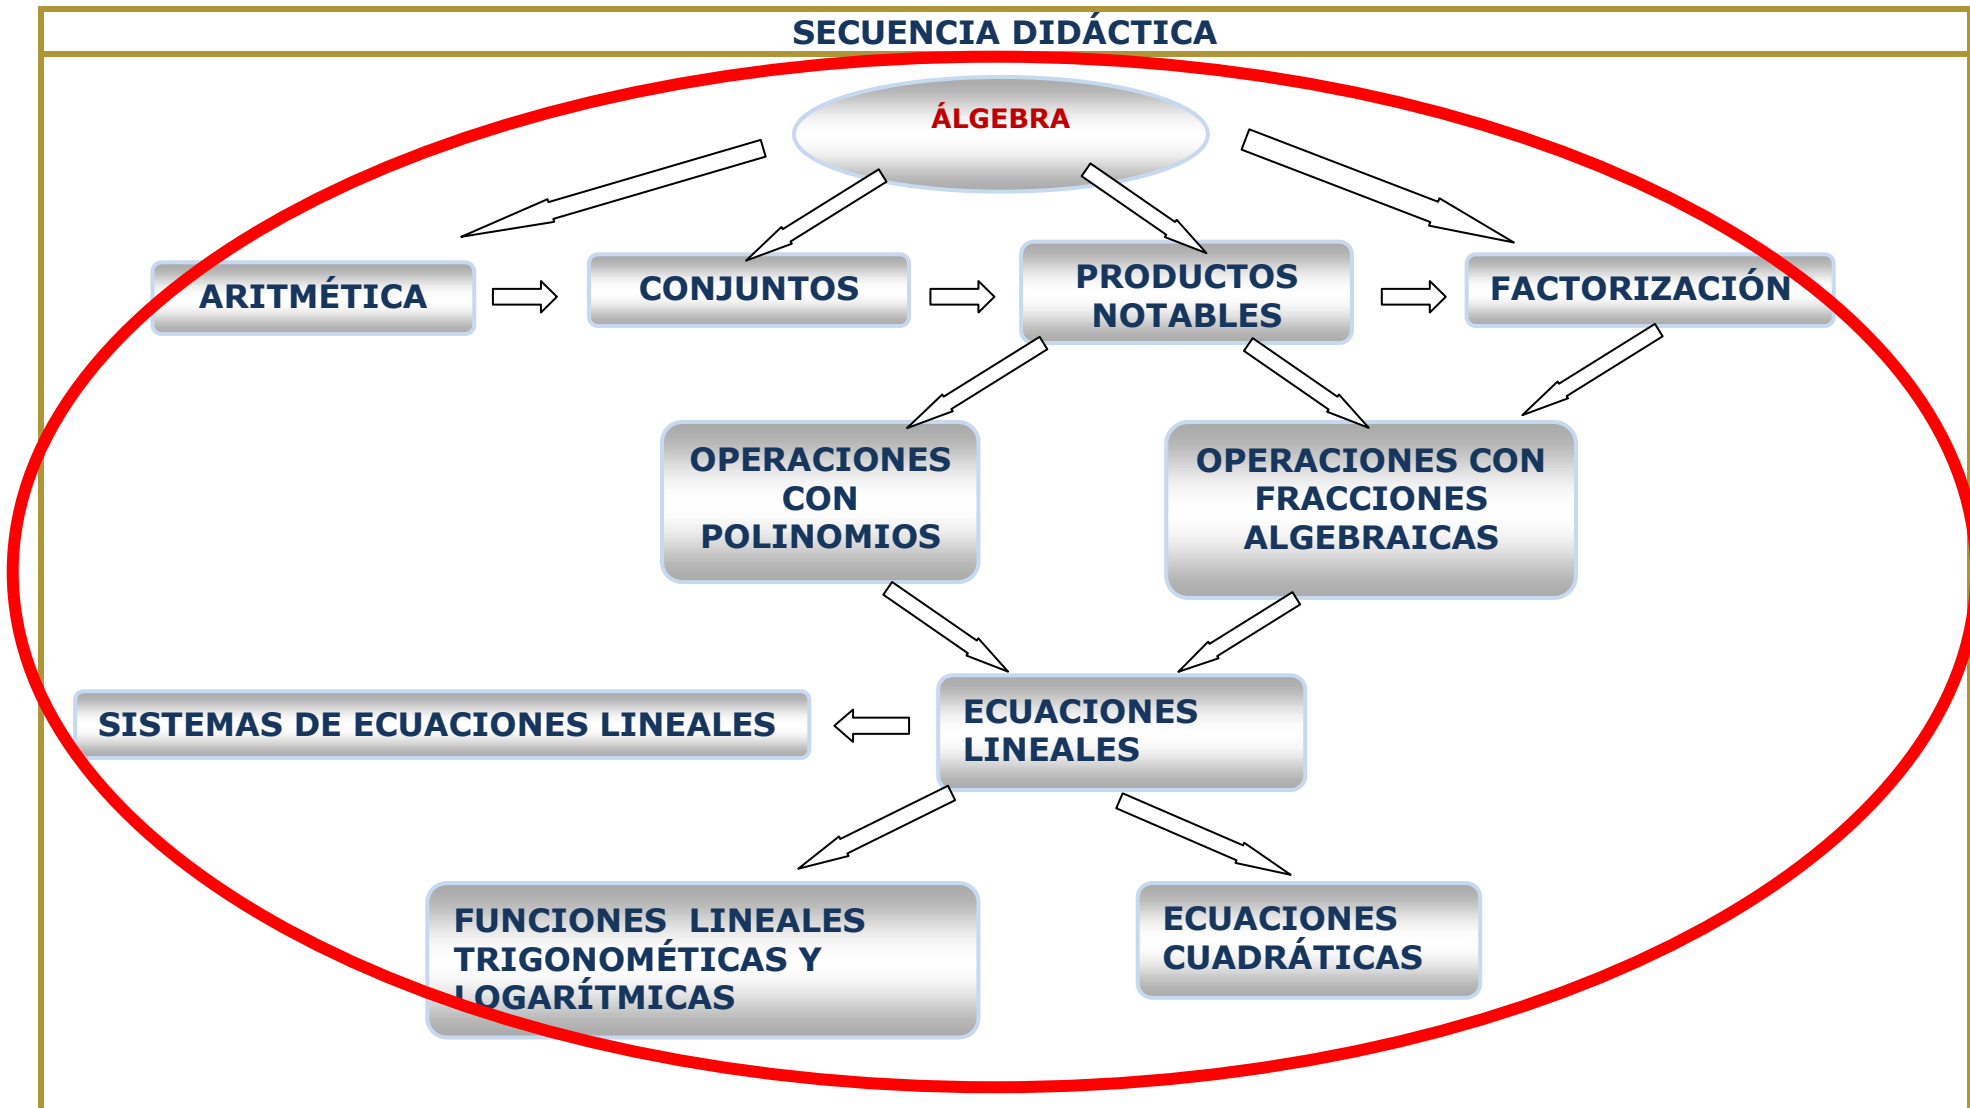 SECUENCIA DIDÁCTICA
ÁLGEBRA
ARITMÉTICA
CONJUNTOS
PRODUCTOS
NOTABLES
FACTORIZACIÓN
OPERACIONES
CON
POLINOMIOS
OPERACIONES CON
FRACCIONES
ALGEBRAICAS
SISTEMAS DE ECUACIONES LINEALES
ECUACIONES
LINEALES
FUNCIONES LINEALES
TRIGONOMÉTICAS Y
LOGARÍTMICAS
ECUACIONES
CUADRÁTICAS